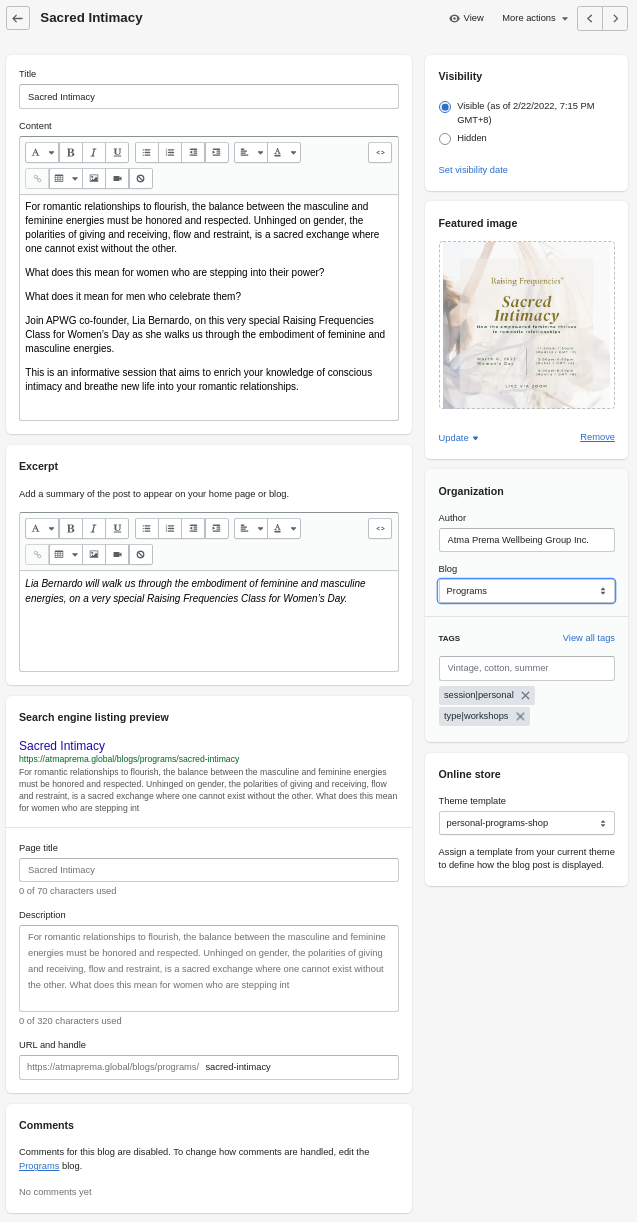 Sacred Intimacy
View
More actions
Title
Sacred Intimacy
Content
A B I U A <>
For romantic relationships to flourish, the balance between the masculine and
feminine energies must be honored and respected. Unhinged on gender, the
polarities of giving and receiving, flow and restraint, is a sacred exchange where
one cannot exist without the other.
What does this mean for women who are stepping into their power?
What does it mean for men who celebrate them?
Join APWG co-founder, Lia Bernardo, on this very special Raising Frequencies
Class for Women's Day as she walks us through the embodiment of feminine and
masculine energies.
This is an informative session that aims to enrich your knowledge of conscious
intimacy and breathe new life into your romantic relationships.
Excerpt
Add a summary of the post to appear on your home page or blog.
A B I U A <>
Lia Bernardo will walk us through the embodiment of feminine and masculine
energies, on a very special Raising Frequencies Class for Women's Day.
Search engine listing preview
Sacred Intimacy
https://atmaprema.global/blogs/programs/sacred-intimacy
For romantic relationships to flourish, the balance between the masculine and feminine energies
must be honored and respected. Unhinged on gender, the polarities of giving and receiving, flow
and restraint, is a sacred exchange where one cannot exist without the other. What does this mean
for women who are stepping int
Page title
Sacred Intimacy
0 of 70 characters used
Description
For romantic relationships to flourish, the balance between the masculine and feminine
energies must be honored and respected. Unhinged on gender, the polarities of giving
and receiving, flow and restraint, is a sacred exchange where one cannot exist without
the other. What does this mean for women who are stepping int
0 of 320 characters used
URL and handle
https://atmaprema.global/blogs/programs/ sacred-intimacy
Comments
Comments for this blog are disabled. To change how comments are handled, edit the
Programs blog.
No comments yet
Visibility
Visible (as of 2/22/2022, 7:15 PM
GMT+8)
Hidden
Set visibility date
Featured image
Raising Frequencies
Sacred
Intimacy
How the empowered feminine thrives
in romantic relationships
March 8, 2022
Women's Day
LIVE VIA ZOOM
Update
Remove
Organization
Author
Atma Prema Wellbeing Group Inc.
Blog
Programs
TAGS
View all tags
Vintage, cotton, summer
session|personal
type|workshops
Online store
Theme template
personal-programs-shop
Assign a template from your current theme
to define how the blog post is displayed.